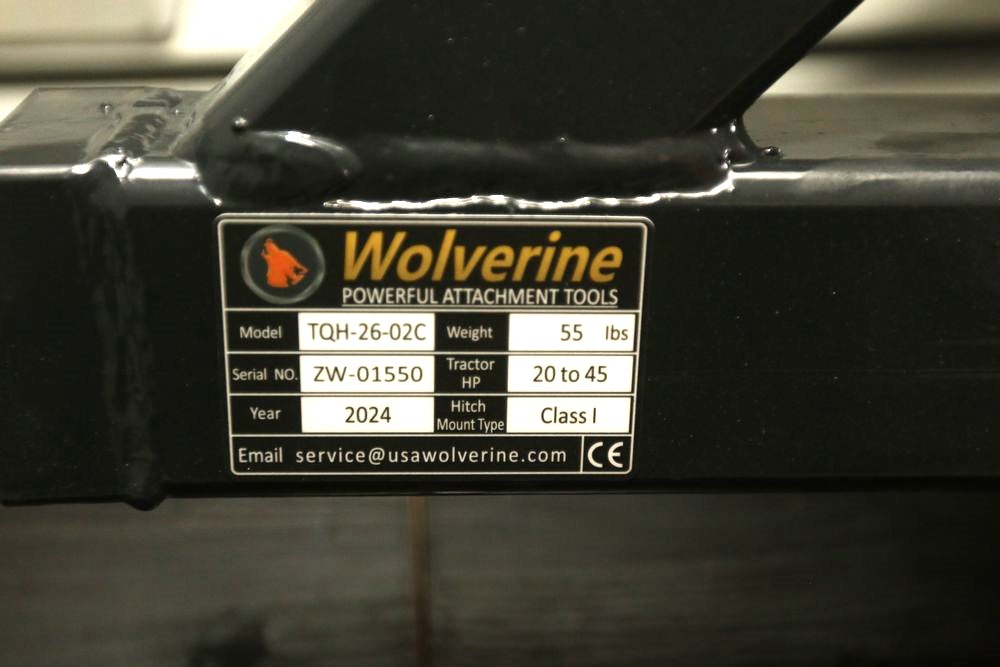 Wolverine
POWERFUL ATTACHMENT TOOLS
Model TQH-26-02C Weight 55 lbs
Serial NO. ZW-01550 Tractor HP 20 to 45
Year 2024 Hitch Mount Type Class I
Email service@usawolverine.com CE